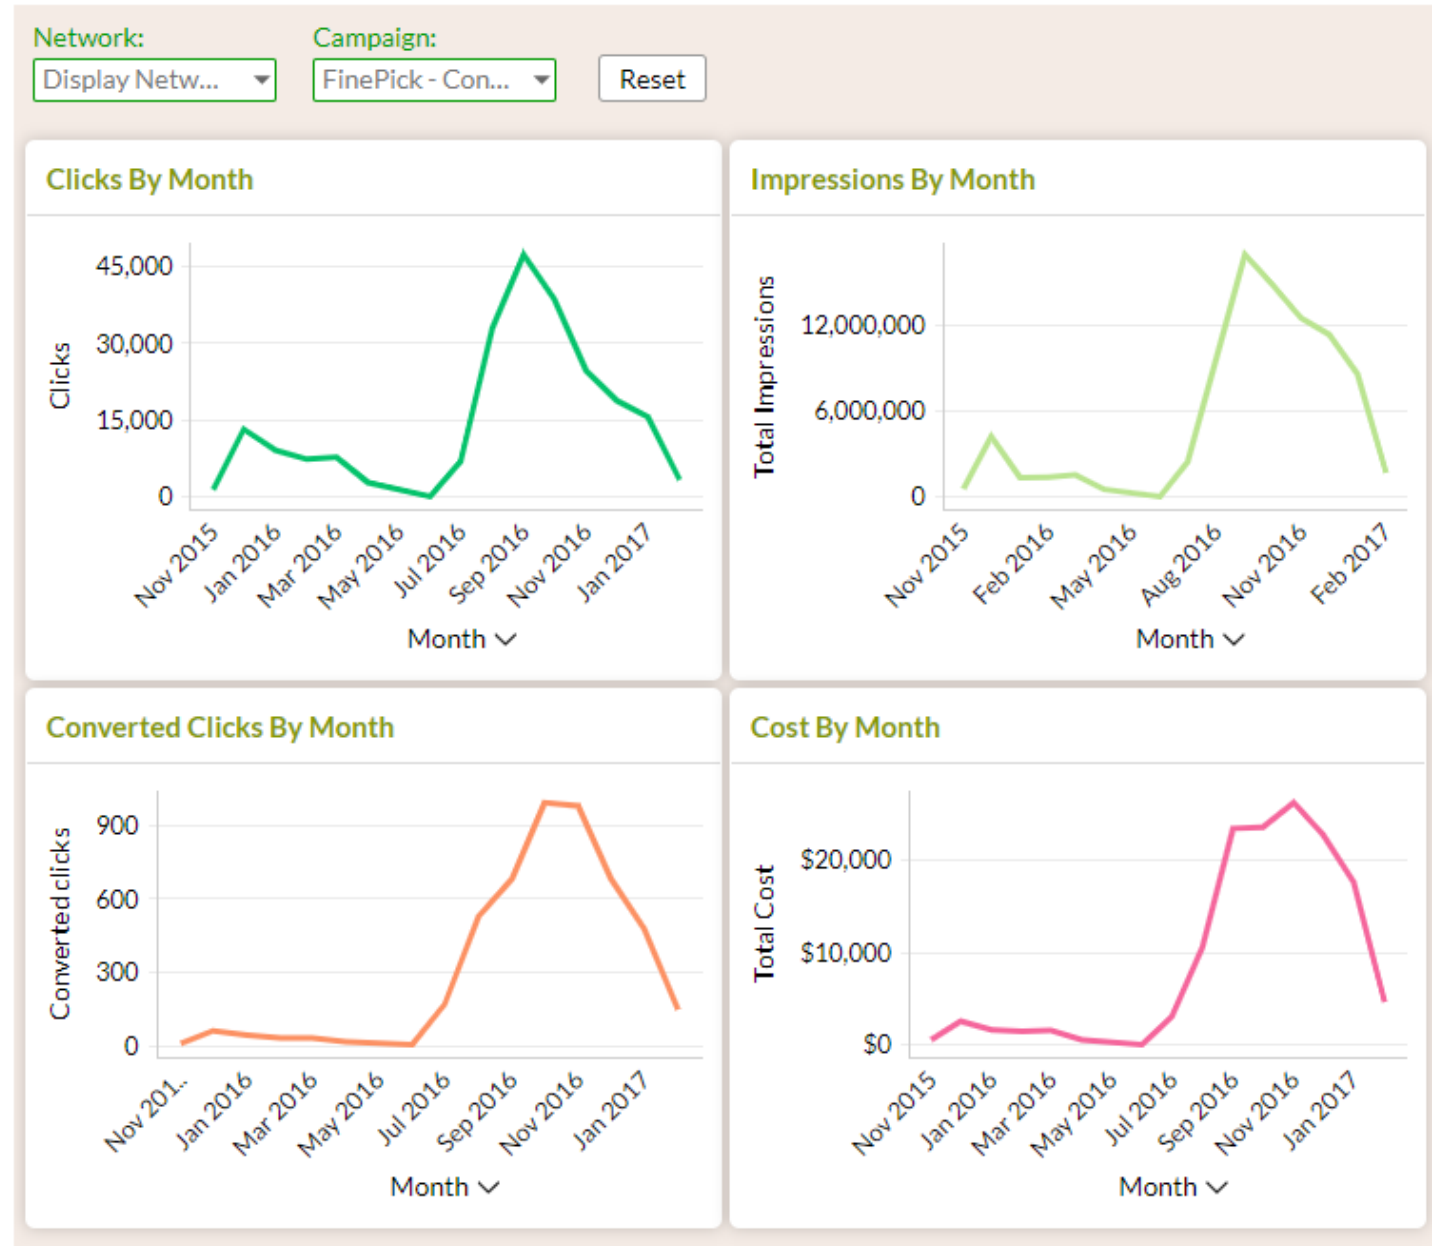 Network:
Campaign:
Display Netw...
FinePick - Con...
Reset
Clicks By Month
Clicks
45,000
30,000
15,000
0
Nov 2015
Jan 2016
Mar 2016
May 2016
Jul 2016
Sep 2016
Nov 2016
Jan 2017
Month
Impressions By Month
Total Impressions
12,000,000
6,000,000
0
Nov 2015
Feb 2016
May 2016
Aug 2016
Nov 2016
Feb 2017
Month
Converted Clicks By Month
Converted clicks
900
600
300
0
Nov 201..
Jan 2016
Mar 2016
May 2016
Jul 2016
Sep 2016
Nov 2016
Jan 2017
Month
Cost By Month
Total Cost
$20,000
$10,000
$0
Nov 2015
Jan 2016
Mar 2016
May 2016
Jul 2016
Sep 2016
Nov 2016
Jan 2017
Month